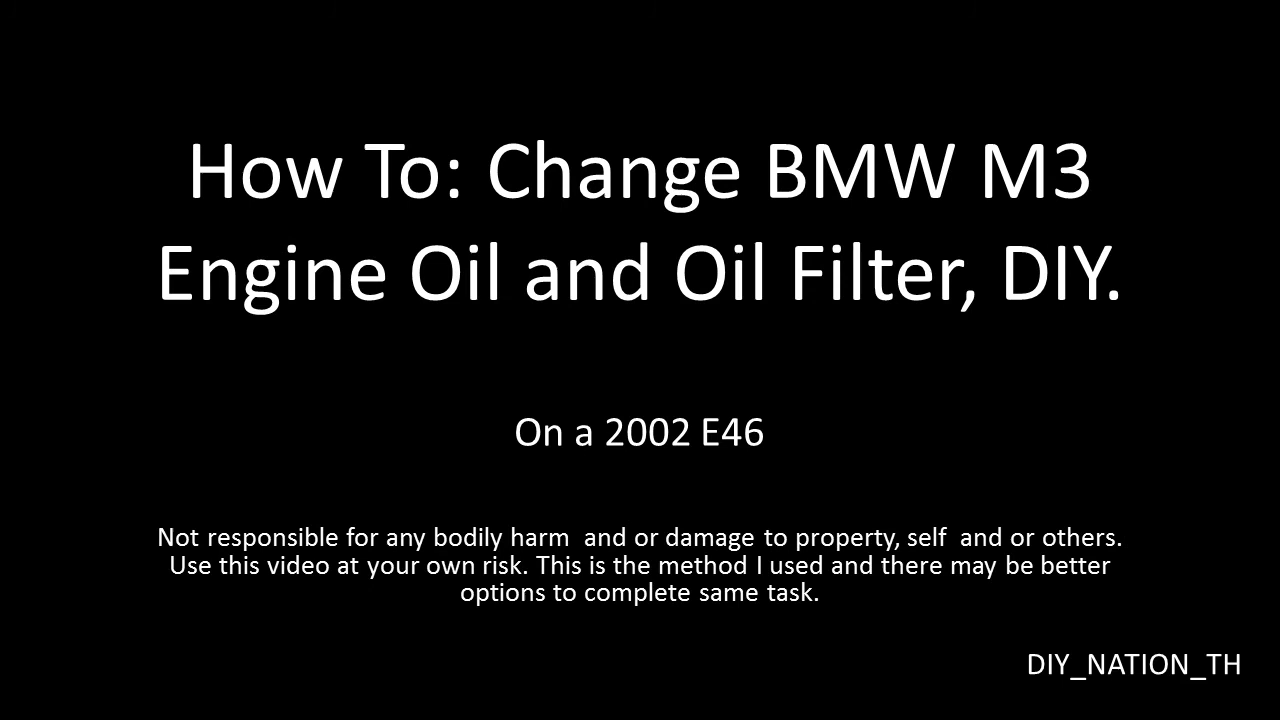 How To: Change BMW M3
Engine Oil and Oil Filter, DIY.
On a 2002 E46
Not responsible for any bodily harm  and or damage to property, self  and or others.
Use this video at your own risk. This is the method I used and there may be better
options to complete same task.
DIY_NATION_TH